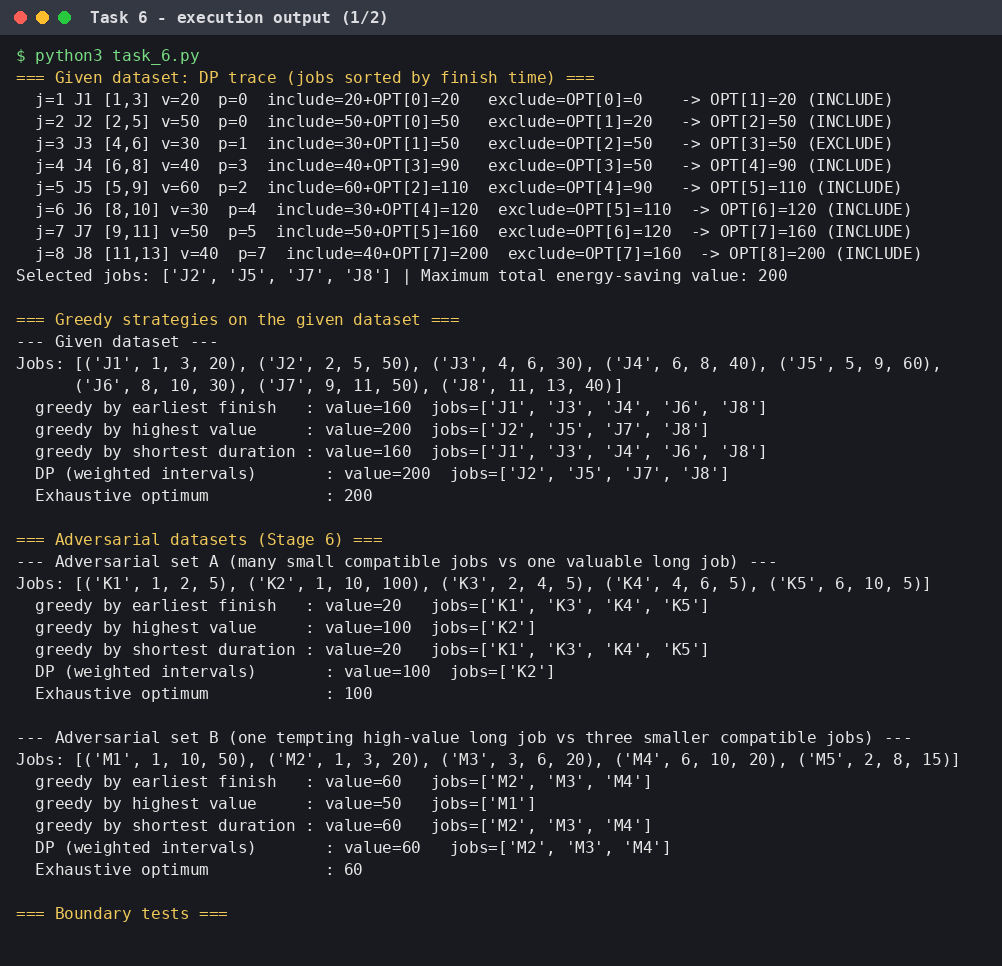 Task 6 - execution output (1/2)
$ python3 task_6.py
=== Given dataset: DP trace (jobs sorted by finish time) ===
  j=1 J1 [1,3] v=20  p=0  include=20+OPT[0]=20   exclude=OPT[0]=0    -> OPT[1]=20 (INCLUDE)
  j=2 J2 [2,5] v=50  p=0  include=50+OPT[0]=50   exclude=OPT[1]=20   -> OPT[2]=50 (INCLUDE)
  j=3 J3 [4,6] v=30  p=1  include=30+OPT[1]=50   exclude=OPT[2]=50   -> OPT[3]=50 (EXCLUDE)
  j=4 J4 [6,8] v=40  p=3  include=40+OPT[3]=90   exclude=OPT[3]=50   -> OPT[4]=90 (INCLUDE)
  j=5 J5 [5,9] v=60  p=2  include=60+OPT[2]=110  exclude=OPT[4]=90   -> OPT[5]=110 (INCLUDE)
  j=6 J6 [8,10] v=30  p=4  include=30+OPT[4]=120  exclude=OPT[5]=110  -> OPT[6]=120 (INCLUDE)
  j=7 J7 [9,11] v=50  p=5  include=50+OPT[5]=160  exclude=OPT[6]=120  -> OPT[7]=160 (INCLUDE)
  j=8 J8 [11,13] v=40  p=7  include=40+OPT[7]=200  exclude=OPT[7]=160  -> OPT[8]=200 (INCLUDE)
Selected jobs: ['J2', 'J5', 'J7', 'J8'] | Maximum total energy-saving value: 200

=== Greedy strategies on the given dataset ===
--- Given dataset ---
Jobs: [('J1', 1, 3, 20), ('J2', 2, 5, 50), ('J3', 4, 6, 30), ('J4', 6, 8, 40), ('J5', 5, 9, 60),
      ('J6', 8, 10, 30), ('J7', 9, 11, 50), ('J8', 11, 13, 40)]
  greedy by earliest finish   : value=160  jobs=['J1', 'J3', 'J4', 'J6', 'J8']
  greedy by highest value     : value=200  jobs=['J2', 'J5', 'J7', 'J8']
  greedy by shortest duration : value=160  jobs=['J1', 'J3', 'J4', 'J6', 'J8']
  DP (weighted intervals)       : value=200  jobs=['J2', 'J5', 'J7', 'J8']
  Exhaustive optimum            : 200

=== Adversarial datasets (Stage 6) ===
--- Adversarial set A (many small compatible jobs vs one valuable long job) ---
Jobs: [('K1', 1, 2, 5), ('K2', 1, 10, 100), ('K3', 2, 4, 5), ('K4', 4, 6, 5), ('K5', 6, 10, 5)]
  greedy by earliest finish   : value=20   jobs=['K1', 'K3', 'K4', 'K5']
  greedy by highest value     : value=100  jobs=['K2']
  greedy by shortest duration : value=20   jobs=['K1', 'K3', 'K4', 'K5']
  DP (weighted intervals)       : value=100  jobs=['K2']
  Exhaustive optimum            : 100

--- Adversarial set B (one tempting high-value long job vs three smaller compatible jobs) ---
Jobs: [('M1', 1, 10, 50), ('M2', 1, 3, 20), ('M3', 3, 6, 20), ('M4', 6, 10, 20), ('M5', 2, 8, 15)]
  greedy by earliest finish   : value=60   jobs=['M2', 'M3', 'M4']
  greedy by highest value     : value=50   jobs=['M1']
  greedy by shortest duration : value=60   jobs=['M2', 'M3', 'M4']
  DP (weighted intervals)       : value=60   jobs=['M2', 'M3', 'M4']
  Exhaustive optimum            : 60

=== Boundary tests ===